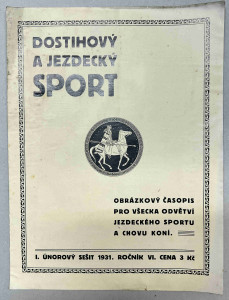 DOSTIHOVÝ
A JEZDECKÝ
SPORT
OBRÁZKOVÝ ČASOPIS
PRO VŠECKA ODVĚTVÍ
JEZDECKÉHO SPORTU
A CHOVU KONÍ.
I. ÚNOROVÝ SEŠIT 1931. ROČNÍK VI. CENA 3 Kč